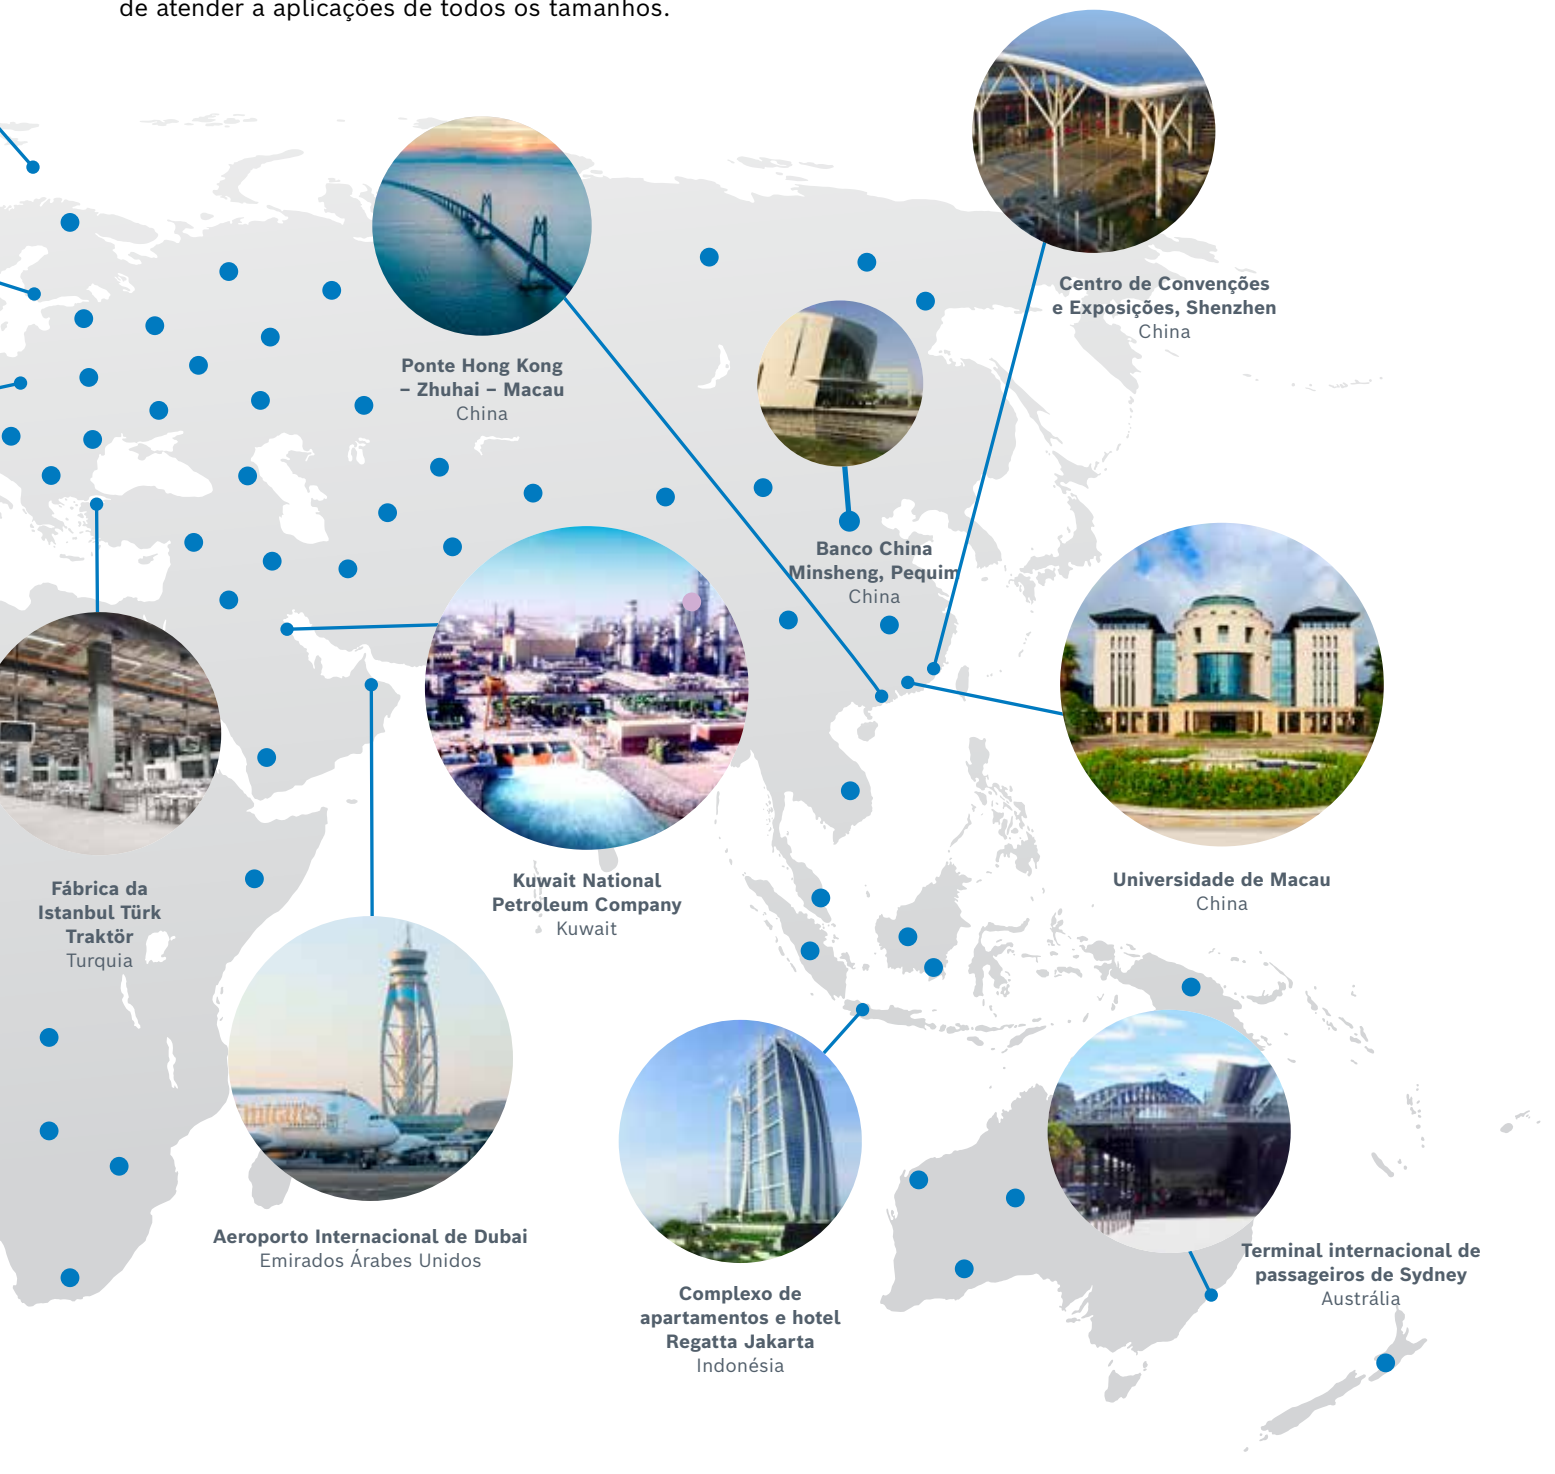 de atender a aplicações de todos os tamanhos.
Centro de Convenções
e Exposições, Shenzhen
China
Ponte Hong Kong
– Zhuhai – Macau
China
Banco China
Minsheng, Pequim
China
Kuwait National
Petroleum Company
Kuwait
Universidade de Macau
China
Fábrica da
Istanbul Türk
Traktör
Turquia
mirates
Aeroporto Internacional de Dubai
Emirados Árabes Unidos
Complexo de
apartamentos e hotel
Regatta Jakarta
Indonésia
Terminal internacional de
passageiros de Sydney
Austrália